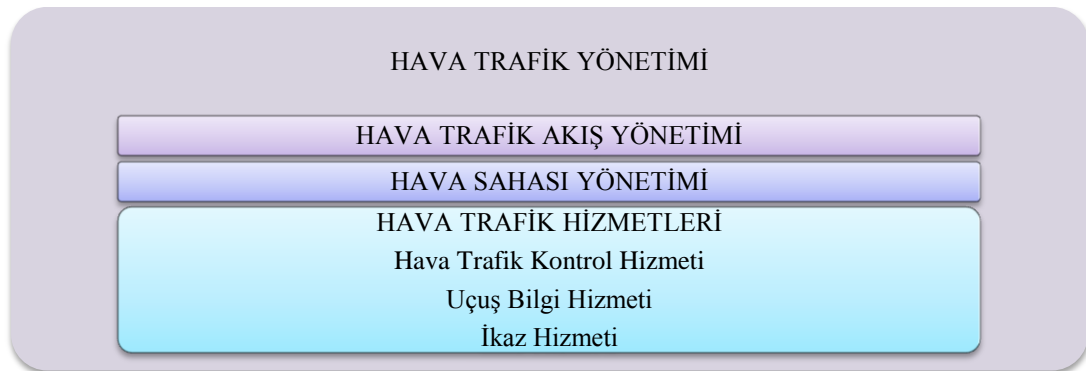 HAVA TRAFİK YÖNETİMİ
HAVA TRAFİK AKIŞ YÖNETİMİ
HAVA SAHASI YÖNETİMİ
HAVA TRAFİK HİZMETLERİ
Hava Trafik Kontrol Hizmeti
Uçuş Bilgi Hizmeti
İkaz Hizmeti